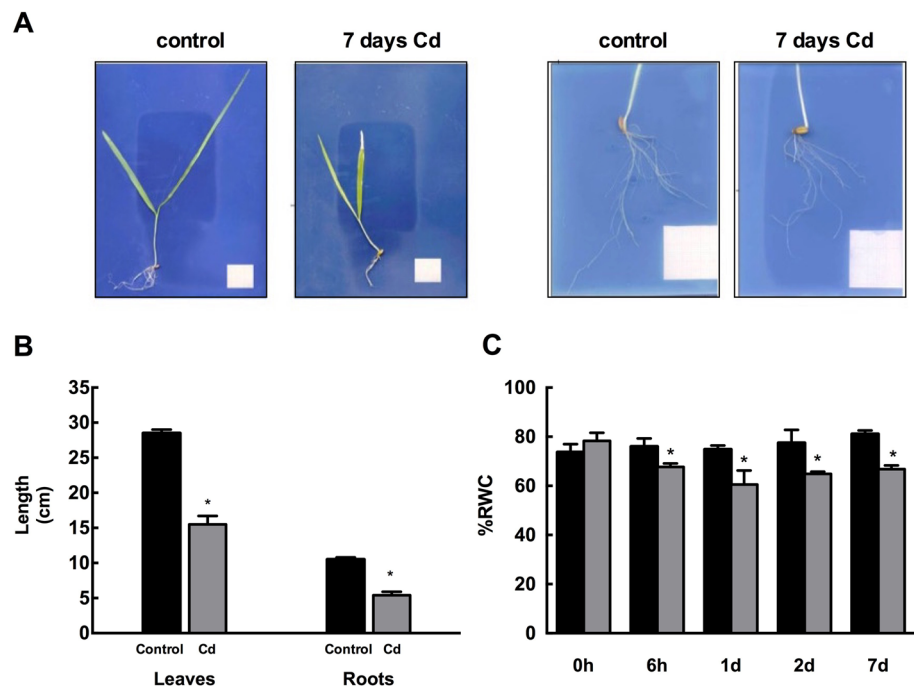 A
control
7 days Cd
control
7 days Cd
B
Length
(cm)
35
30
25
20
15
10
5
0
*
*
Control
Cd
Control
Cd
Leaves
Roots
C
%RWC
100
80
60
40
20
0
*
*
*
*
0h
6h
1d
2d
7d